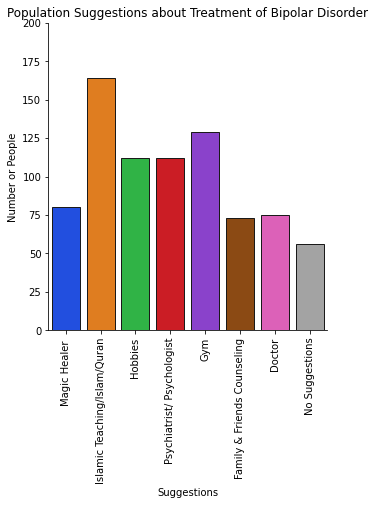 Population Suggestions about Treatment of Bipolar Disorder
200
175
150
125
100
75
50
25
0
Number or People
Magic Healer
Islamic Teaching/Islam/Quran
Hobbies
Psychiatrist/ Psychologist
Gym
Family & Friends Counseling
Doctor
No Suggestions
Suggestions